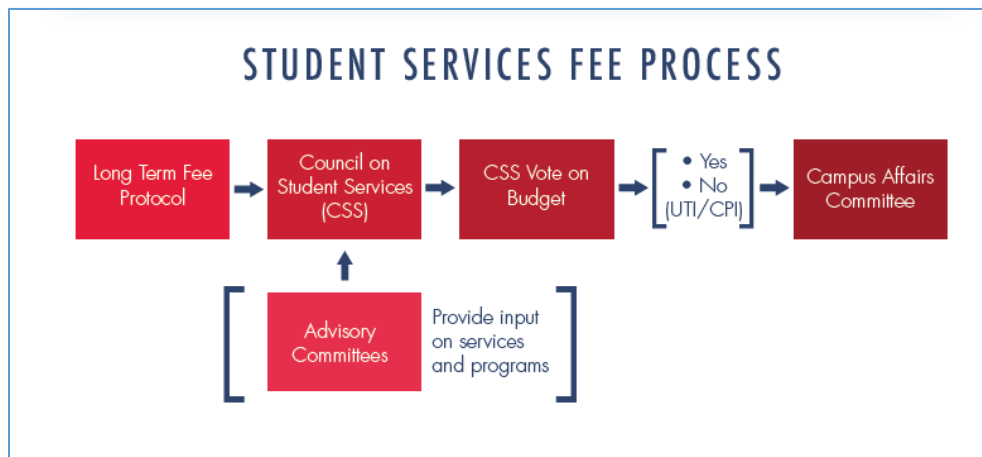 STUDENT SERVICES FEE PROCESS
Long Term Fee
Protocol
Council on
Student Services
(CSS)
CSS Vote on
Budget
• Yes
• No
(UTI/CPI)
Campus Affairs
Committee
Advisory
Committees
Provide input
on services
and programs